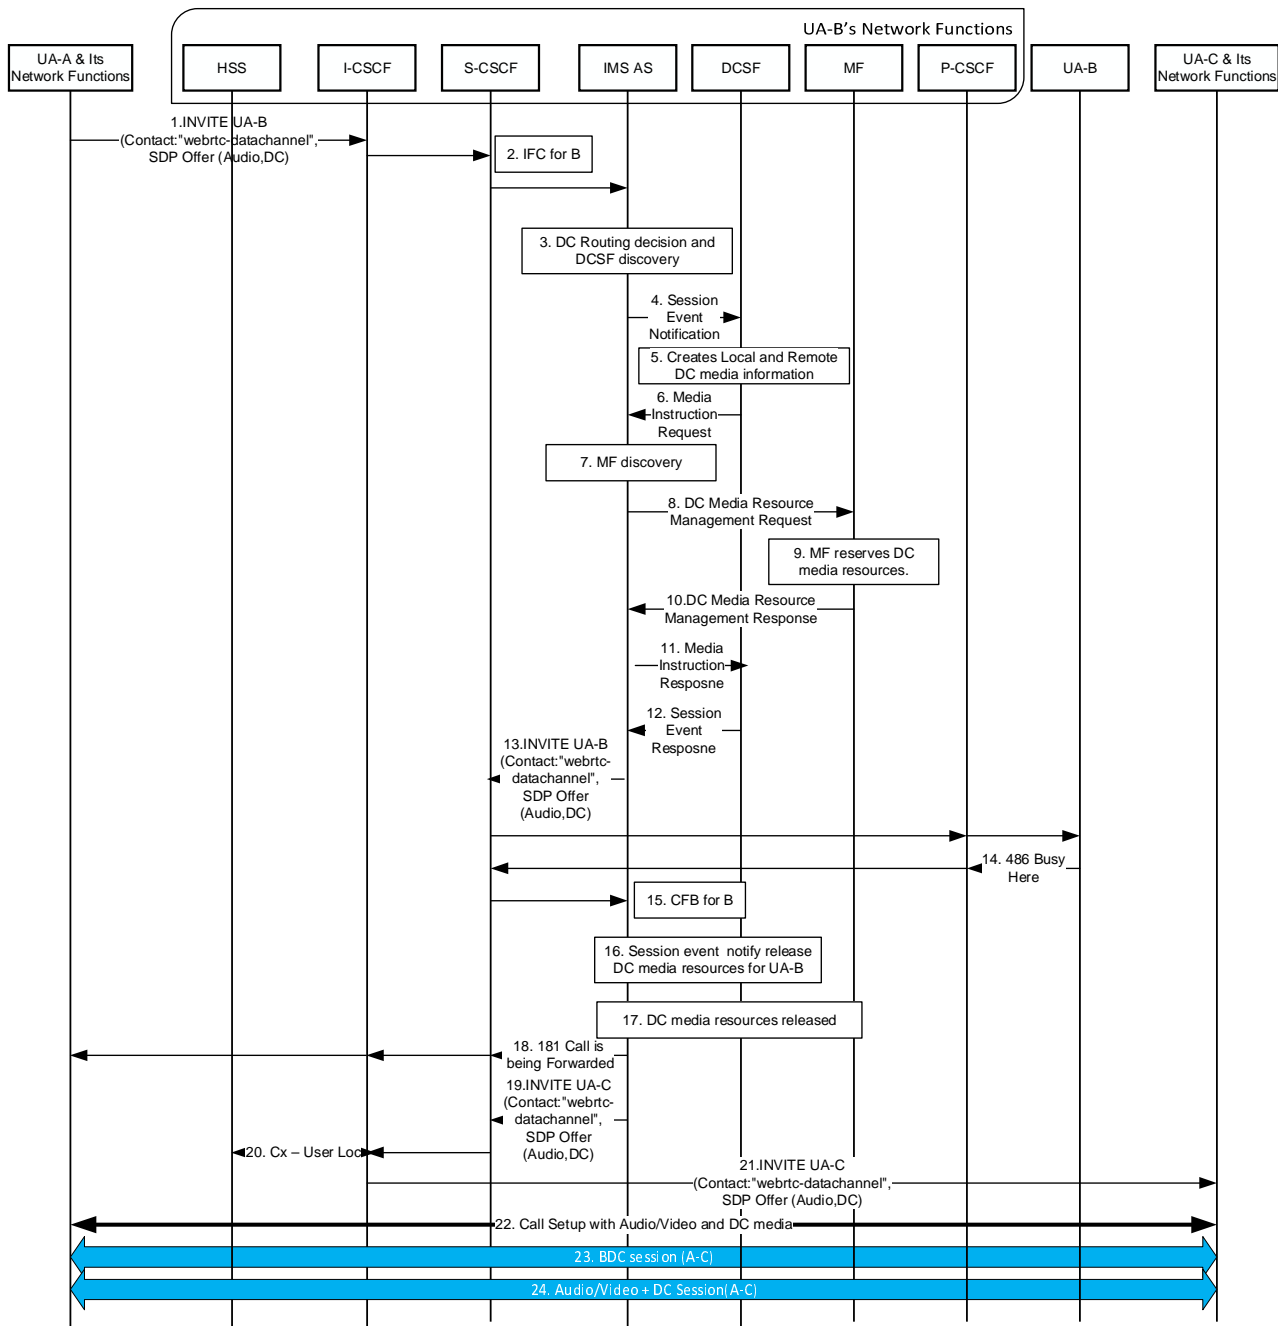 UA-B's Network Functions
UA-A & Its
Network Functions
HSS
I-CSCF
S-CSCF
IMS AS
DCSF
MF
P-CSCF
UA-B
UA-C & Its
Network Functions
1.INVITE UA-B
(Contact:"webrtc-datachannel",
SDP Offer (Audio,DC)
2. IFC for B
3. DC Routing decision and
DCSF discovery
4. Session
Event
Notification
5. Creates Local and Remote
DC media information
6. Media
Instruction
Request
7. MF discovery
8. DC Media Resource
Management Request
9. MF reserves DC
media resources.
10.DC Media Resource
Management Response
11. Media
Instruction
Resposne
12. Session
Event
Resposne
13.INVITE UA-B
(Contact:"webrtc-
datachannel",
SDP Offer
(Audio,DC)
14. 486 Busy
Here
15. CFB for B
16. Session event  notify release
DC media resources for UA-B
17. DC media resources released
18. 181 Call is
being Forwarded
19.INVITE UA-C
(Contact:"webrtc-
datachannel",
SDP Offer
(Audio,DC)
20. Cx – User Loc
21.INVITE UA-C
(Contact:"webrtc-datachannel",
SDP Offer (Audio,DC)
22. Call Setup with Audio/Video and DC media
23. BDC session (A-C)
24. Audio/Video + DC Session(A-C)